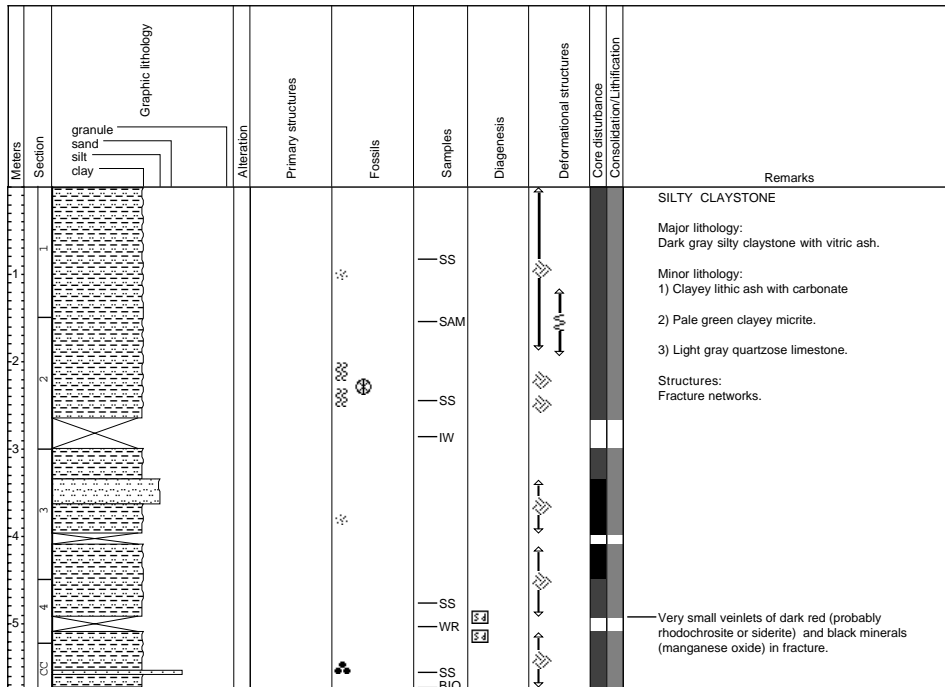 Meters
Section
Graphic lithology
granule
sand
silt
clay
Alteration
Primary structures
Fossils
Samples
Diagenesis
Deformational structures
Core disturbance
Consolidation/Lithification
Remarks
1
2
3
4
CC
1
2
3
4
5
SS
SAM
SS
IW
SS
WR
SS
BIO
Sd
Sd
SILTY CLAYSTONE
Major lithology:
Dark gray silty claystone with vitric ash.
Minor lithology:
1) Clayey lithic ash with carbonate
2) Pale green clayey micrite.
3) Light gray quartzose limestone.
Structures:
Fracture networks.
Very small veinlets of dark red (probably
rhodochrosite or siderite) and black minerals
(manganese oxide) in fracture.